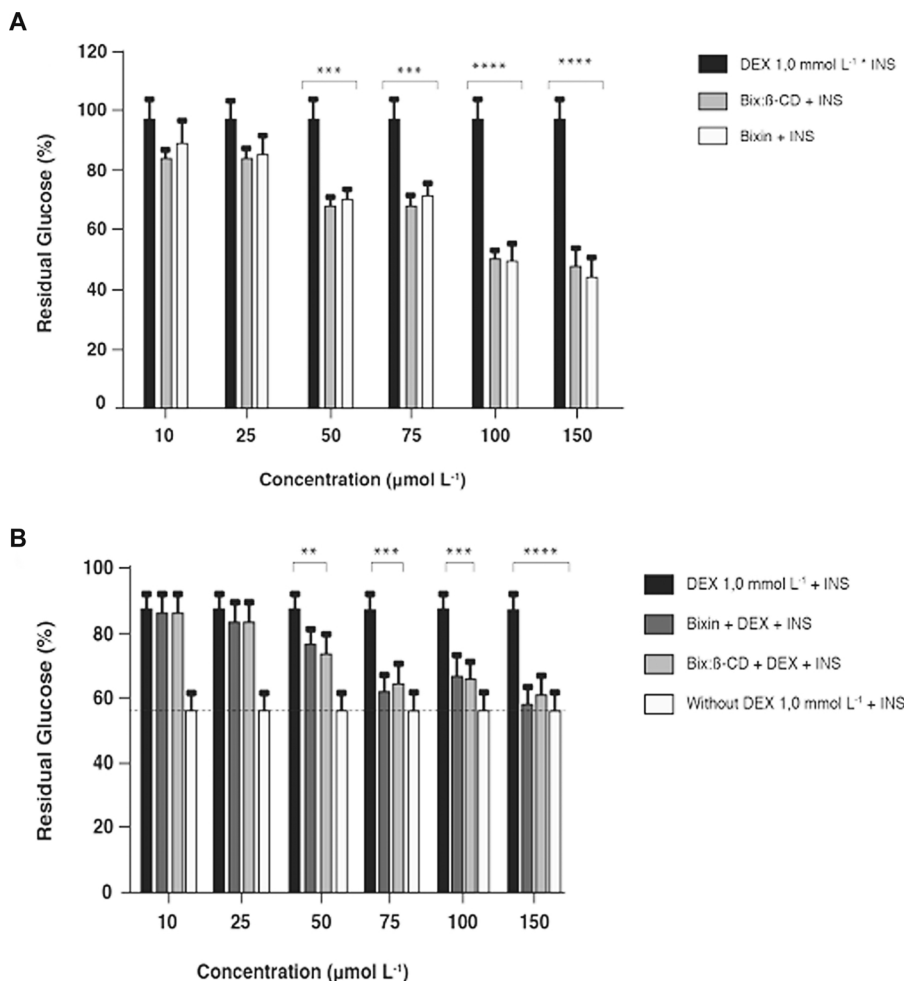 A
120
100
80
60
40
20
0
Residual Glucose (%)
*** *** **** ****
10 25 50 75 100 150
Concentration (µmol L⁻¹)
DEX 1,0 mmol L⁻¹ * INS
Bix:ß-CD + INS
Bixin + INS
B
100
80
60
40
20
0
Residual Glucose (%)
** *** *** ****
10 25 50 75 100 150
Concentration (µmol L⁻¹)
DEX 1,0 mmol L⁻¹ + INS
Bixin + DEX + INS
Bix:ß-CD + DEX + INS
Without DEX 1,0 mmol L⁻¹ + INS